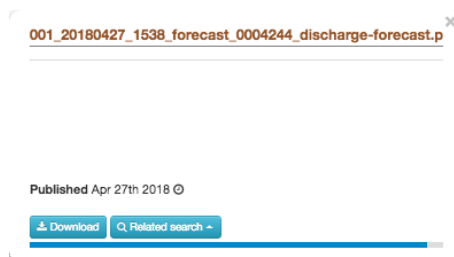 001_20180427_1538_forecast_0004244_discharge-forecast.p
Published Apr 27th 2018
Download Related search